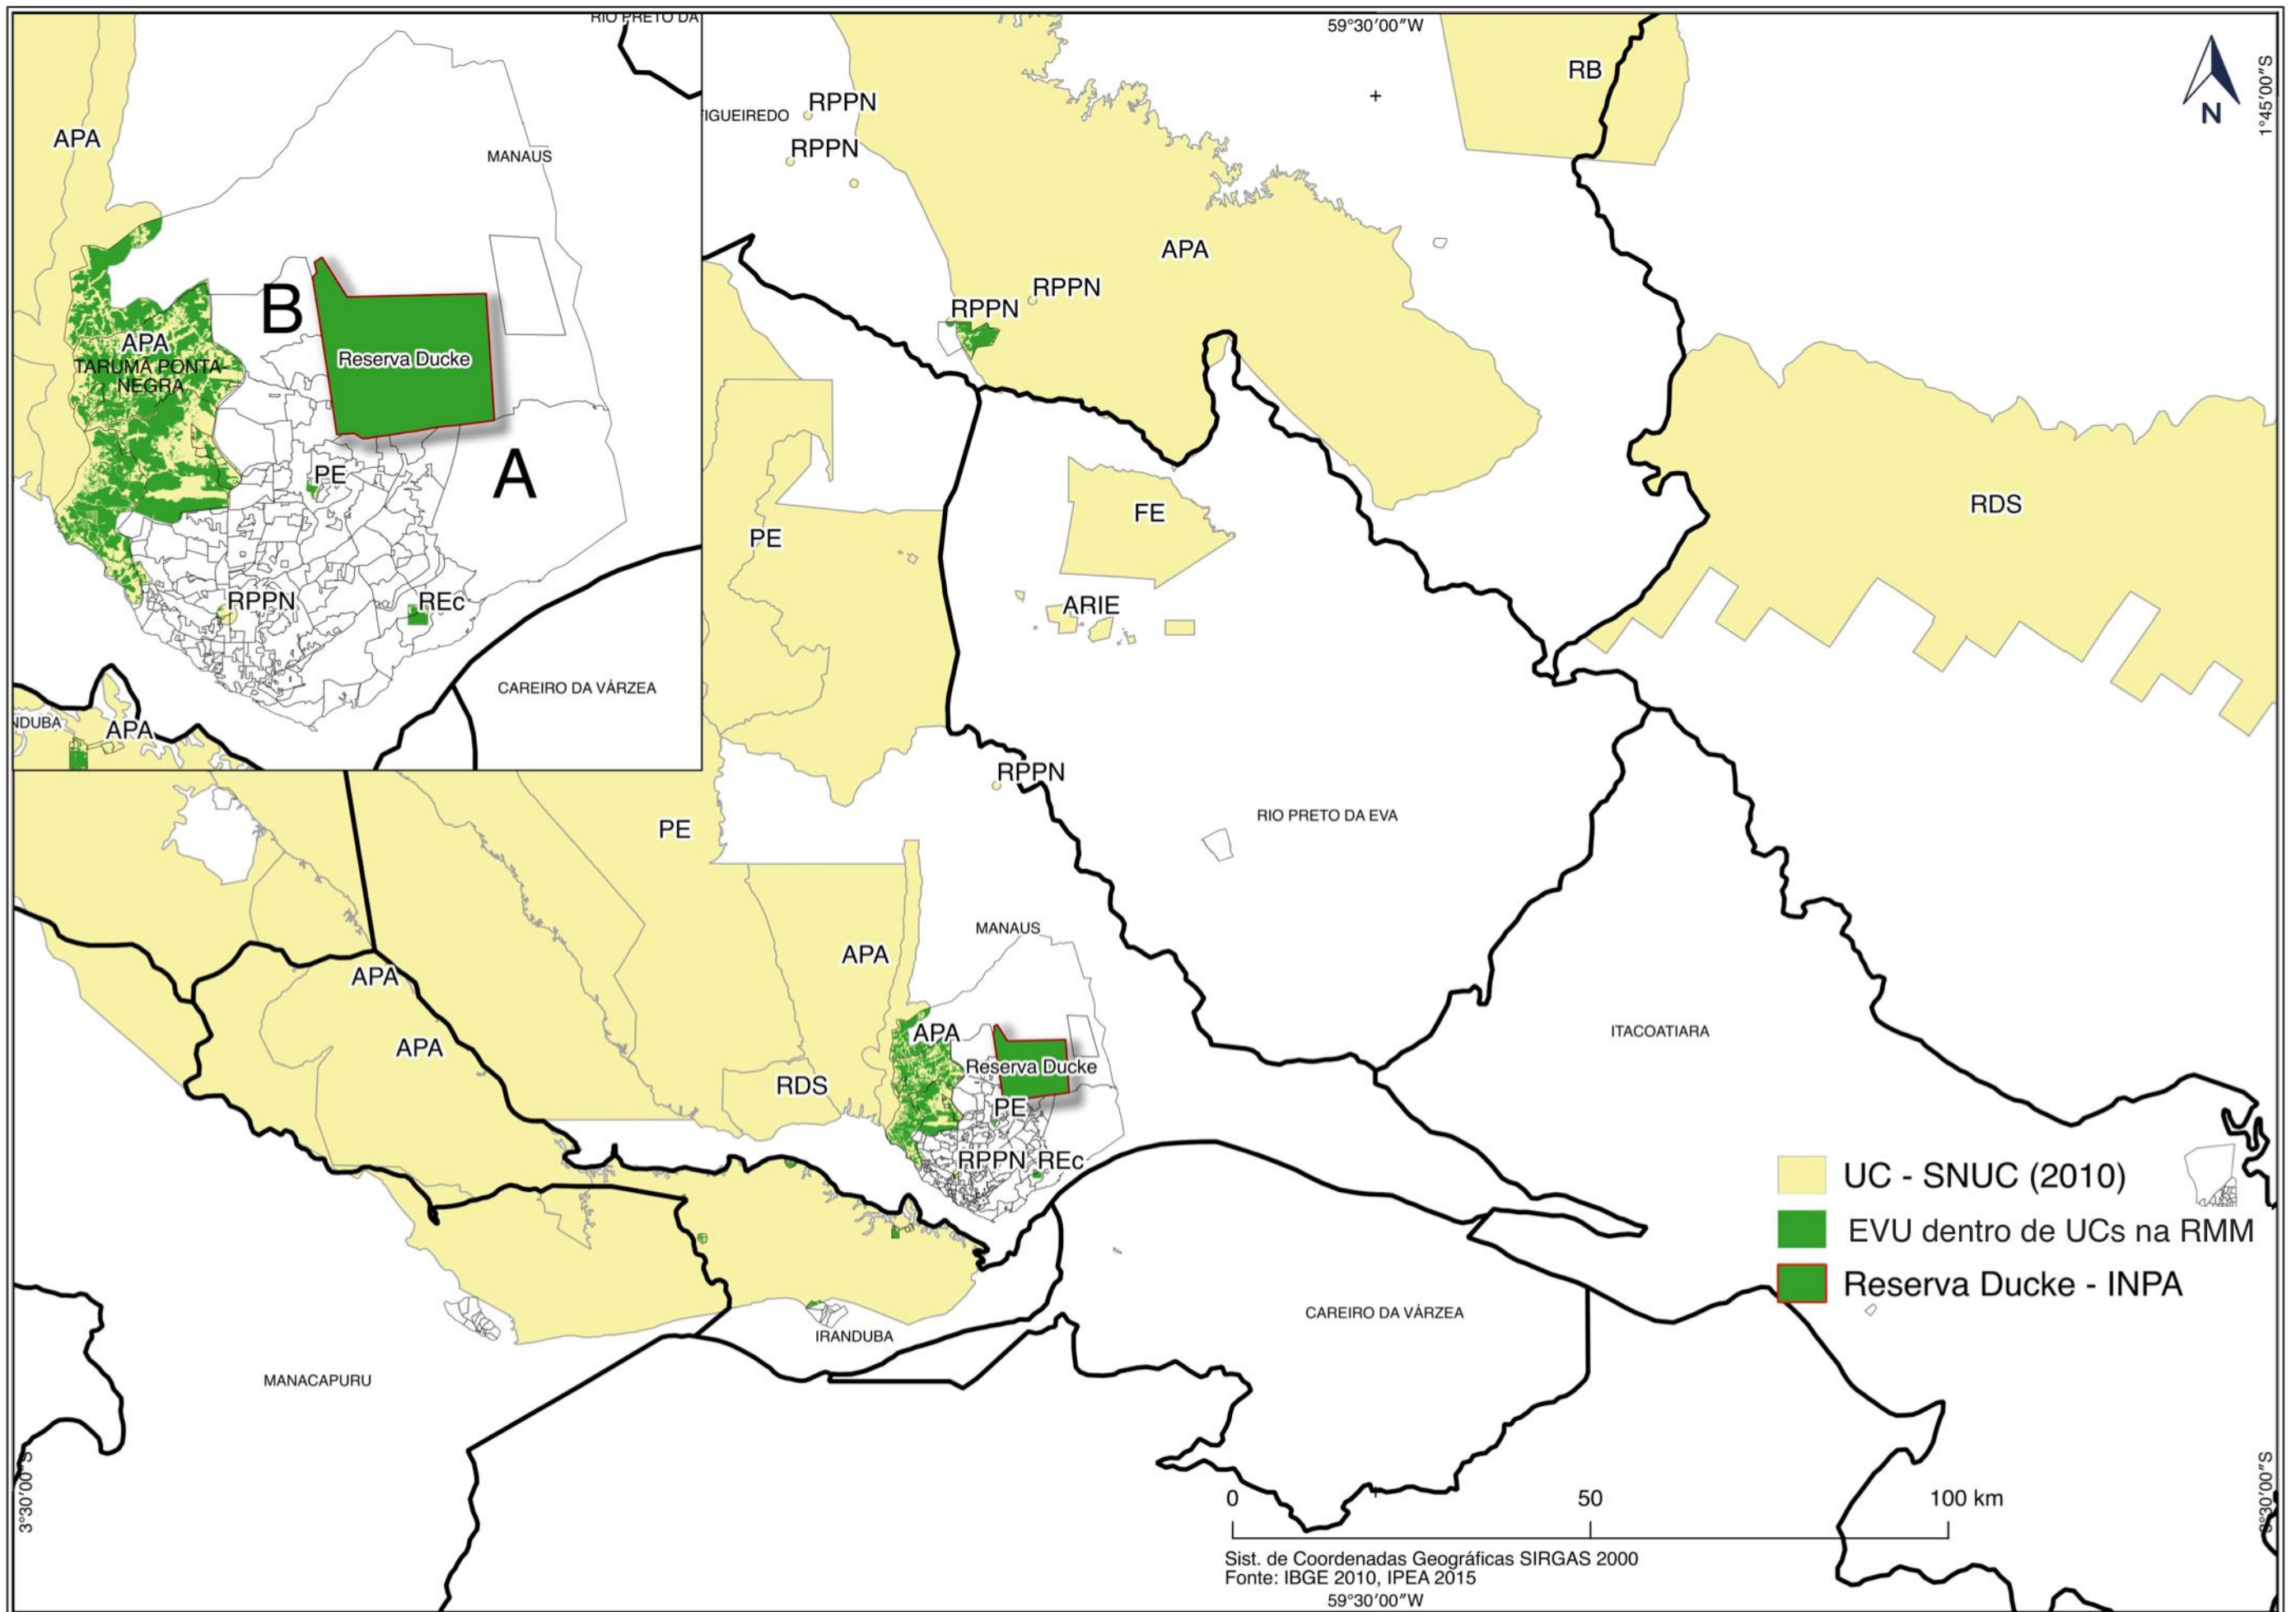 RIO PRETO DA
59°30'00"W
RB
N
1°45'00"S
APA
MANAUS
RPPN
FIGUEIREDO
RPPN
APA
RPPN
RPPN
B
Reserva Ducke
APA
TARUMÃ PONTA-
NEGRA
A
PE
RPPN
REc
CAREIRO DA VÁRZEA
NDUBA
APA
PE
FE
ARIE
RDS
RPPN
PE
RIO PRETO DA EVA
MANAUS
APA
APA
APA
APA
Reserva Ducke
RDS
PE
RPPN
REc
ITACOATIARA
UC - SNUC (2010)
EVU dentro de UCs na RMM
Reserva Ducke - INPA
CAREIRO DA VÁRZEA
IRANDUBA
MANACAPURU
3°30'00"S
3°30'00"S
0 50 100 km
Sist. de Coordenadas Geográficas SIRGAS 2000
Fonte: IBGE 2010, IPEA 2015
59°30'00"W